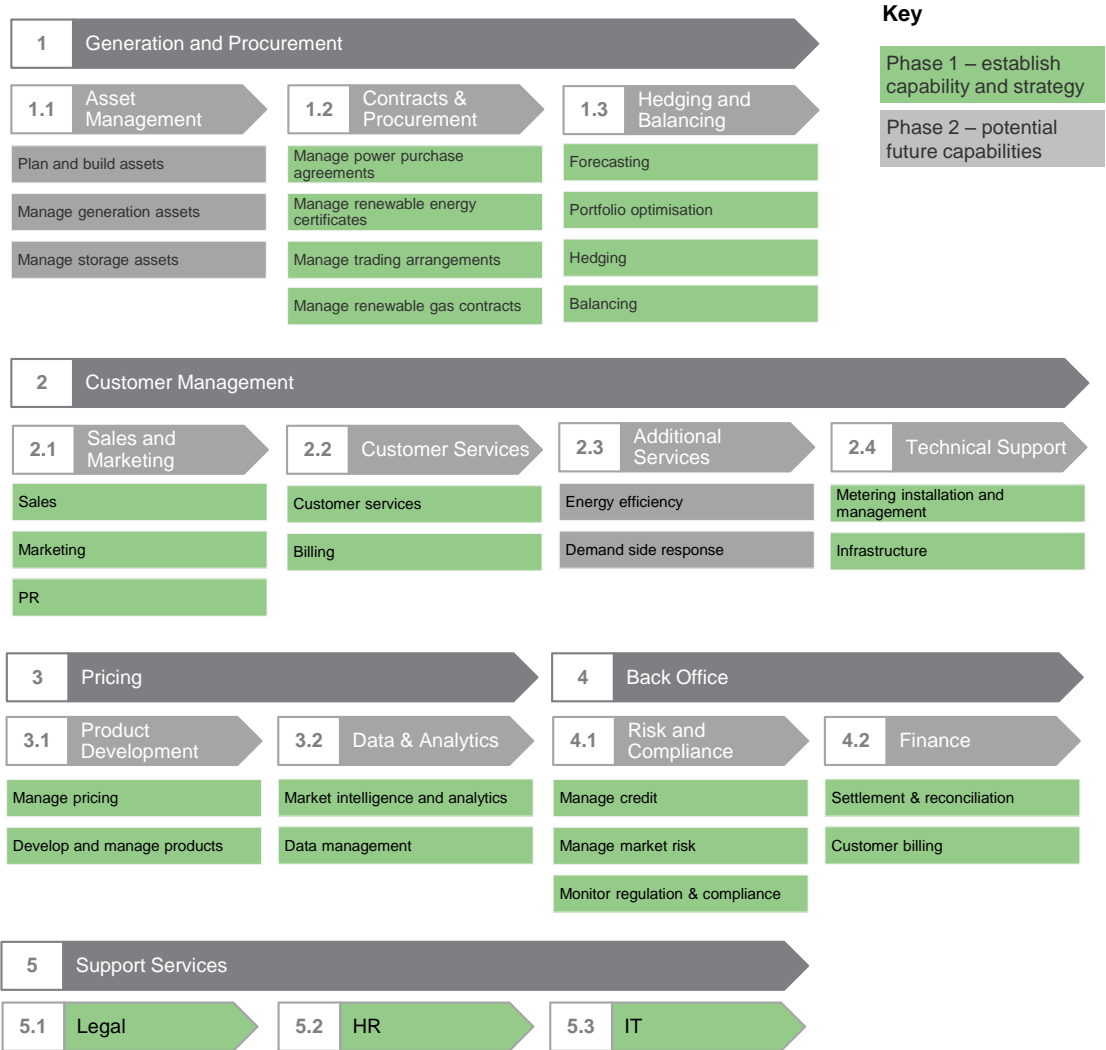 Key
Phase 1 – establish
capability and strategy
Phase 2 – potential
future capabilities
1 Generation and Procurement
1.1 Asset
Management
Plan and build assets
Manage generation assets
Manage storage assets
1.2 Contracts &
Procurement
Manage power purchase
agreements
Manage renewable energy
certificates
Manage trading arrangements
Manage renewable gas contracts
1.3 Hedging and
Balancing
Forecasting
Portfolio optimisation
Hedging
Balancing
2 Customer Management
2.1 Sales and
Marketing
Sales
Marketing
PR
2.2 Customer Services
Customer services
Billing
2.3 Additional
Services
Energy efficiency
Demand side response
2.4 Technical Support
Metering installation and
management
Infrastructure
3 Pricing
3.1 Product
Development
Manage pricing
Develop and manage products
3.2 Data & Analytics
Market intelligence and analytics
Data management
4 Back Office
4.1 Risk and
Compliance
Manage credit
Manage market risk
Monitor regulation & compliance
4.2 Finance
Settlement & reconciliation
Customer billing
5 Support Services
5.1 Legal
5.2 HR
5.3 IT